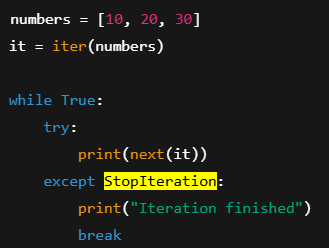 numbers = [10, 20, 30]
it = iter(numbers)

while True:
    try:
        print(next(it))
    except StopIteration:
        print("Iteration finished")
        break